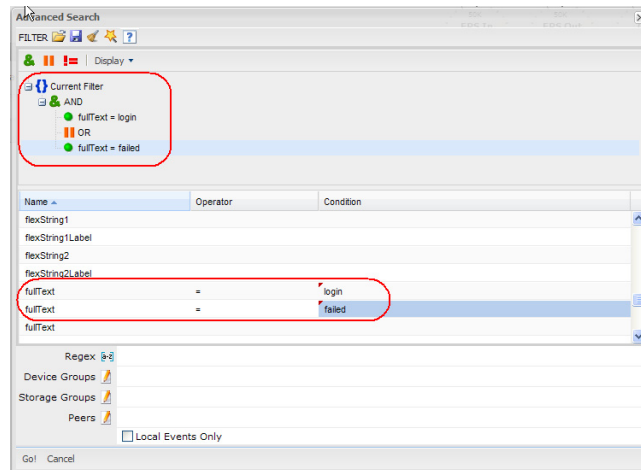 Advanced Search
FILTER ?
& != Display
{} Current Filter
& AND
fullText = login
OR
fullText = failed
Name Operator Condition
flexString1
flexString1Label
flexString2
flexString2Label
fullText = login
fullText = failed
fullText
Regex
Device Groups
Storage Groups
Peers
Local Events Only
Go! Cancel